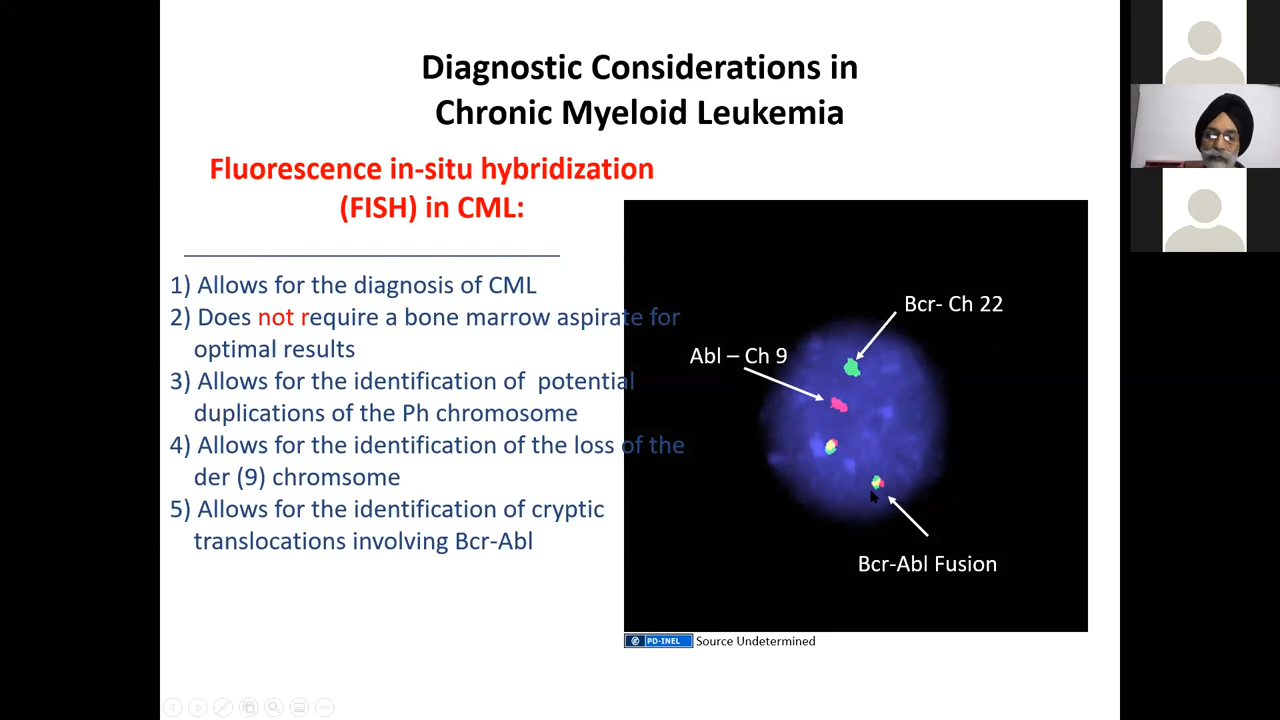 Diagnostic Considerations in
Chronic Myeloid Leukemia
Fluorescence in-situ hybridization
(FISH) in CML:
1) Allows for the diagnosis of CML
2) Does not require a bone marrow aspirate for
optimal results
3) Allows for the identification of potential
duplications of the Ph chromosome
4) Allows for the identification of the loss of the
der (9) chromsome
5) Allows for the identification of cryptic
translocations involving Bcr-Abl
Bcr- Ch 22
Abl – Ch 9
Bcr-Abl Fusion
PD-INEL Source Undetermined